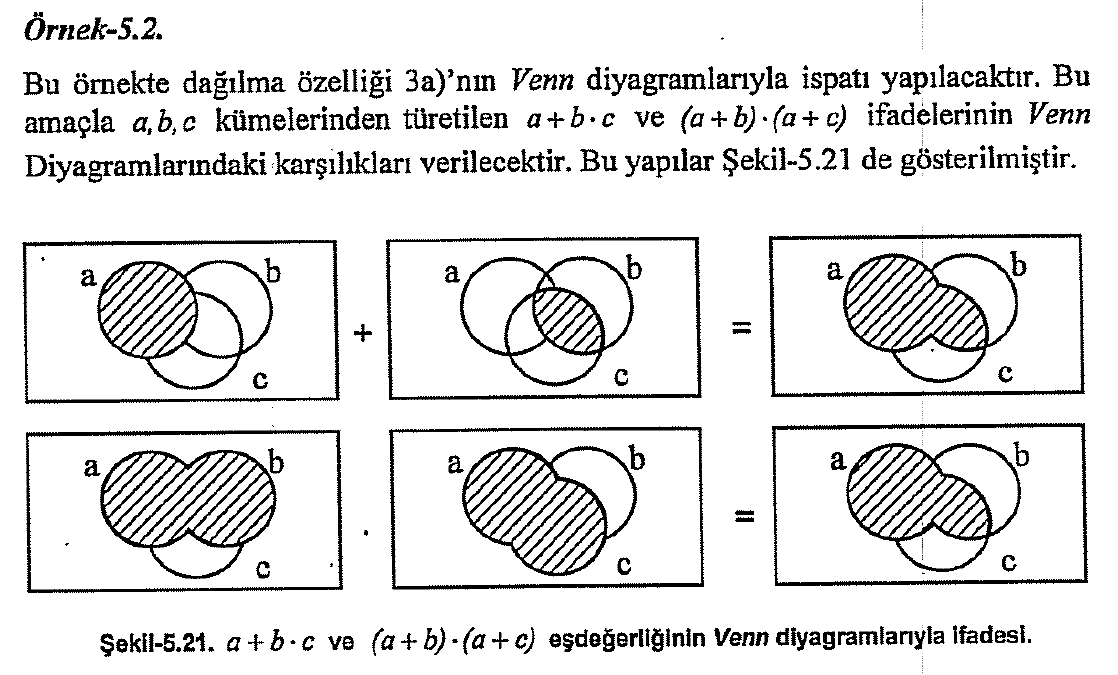 Örnek-5.2.
Bu örnekte dağılma özelliği 3a)'nın Venn diyagramlarıyla ispatı yapılacaktır. Bu
amaçla a, b, c kümelerinden türetilen a + b · c ve (a + b) · (a + c) ifadelerinin Venn
Diyagramlarındaki karşılıkları verilecektir. Bu yapılar Şekil-5.21 de gösterilmiştir.
a b c + a b c = a b c
a b c . a b c = a b c
Şekil-5.21. a + b · c ve (a + b) · (a + c) eşdeğerliğinin Venn diyagramlarıyla ifadesi.